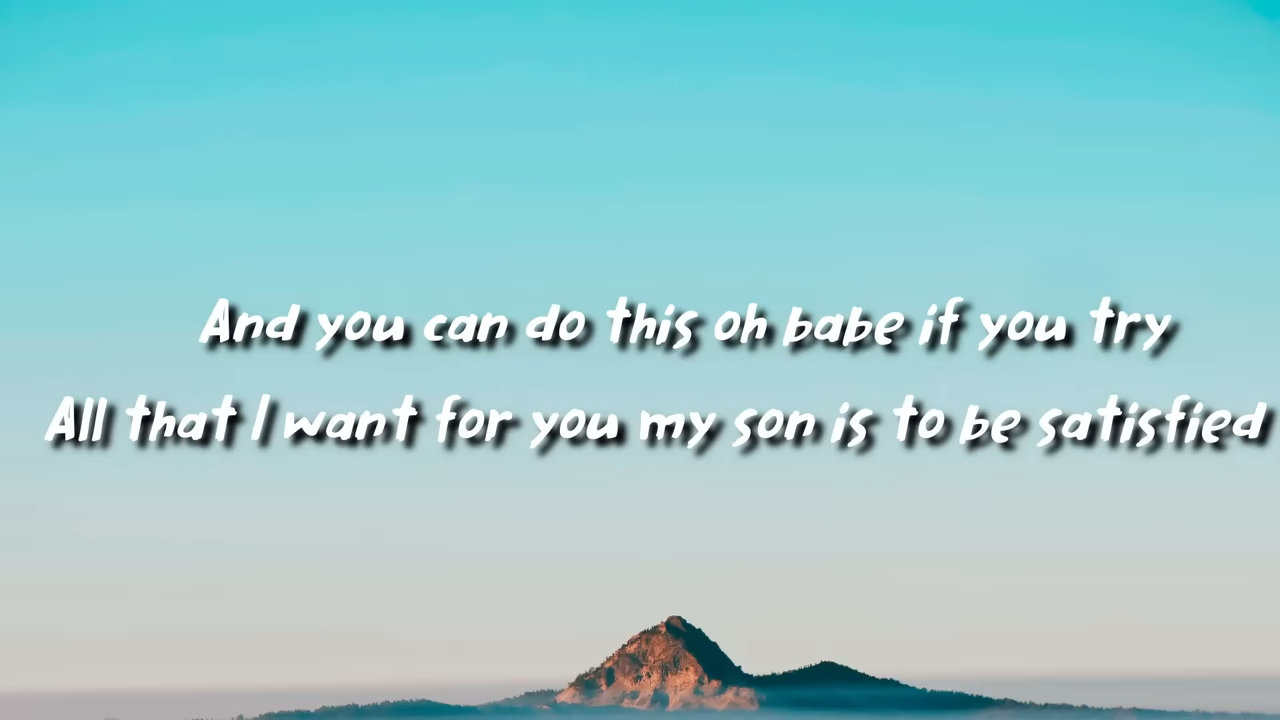 And you can do this oh babe if you try
All that I want for you my son is to be satisfied